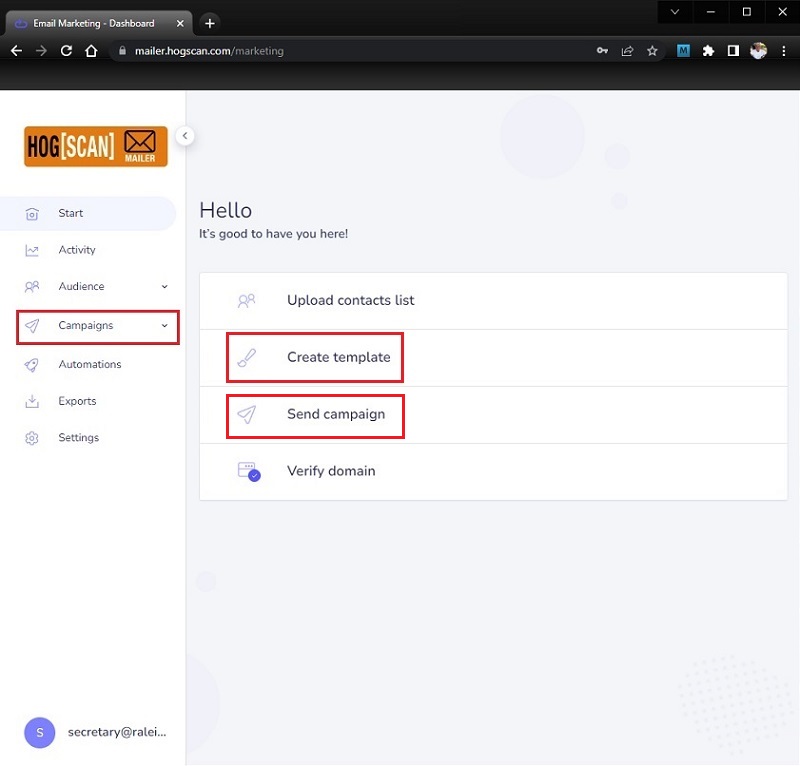 Email Marketing - Dashboard
mailer.hogscan.com/marketing
M
HOG[SCAN]
MAILER
Start
Activity
Audience
Campaigns
Automations
Exports
Settings
Hello
It's good to have you here!
Upload contacts list
Create template
Send campaign
Verify domain
S
secretary@ralei...